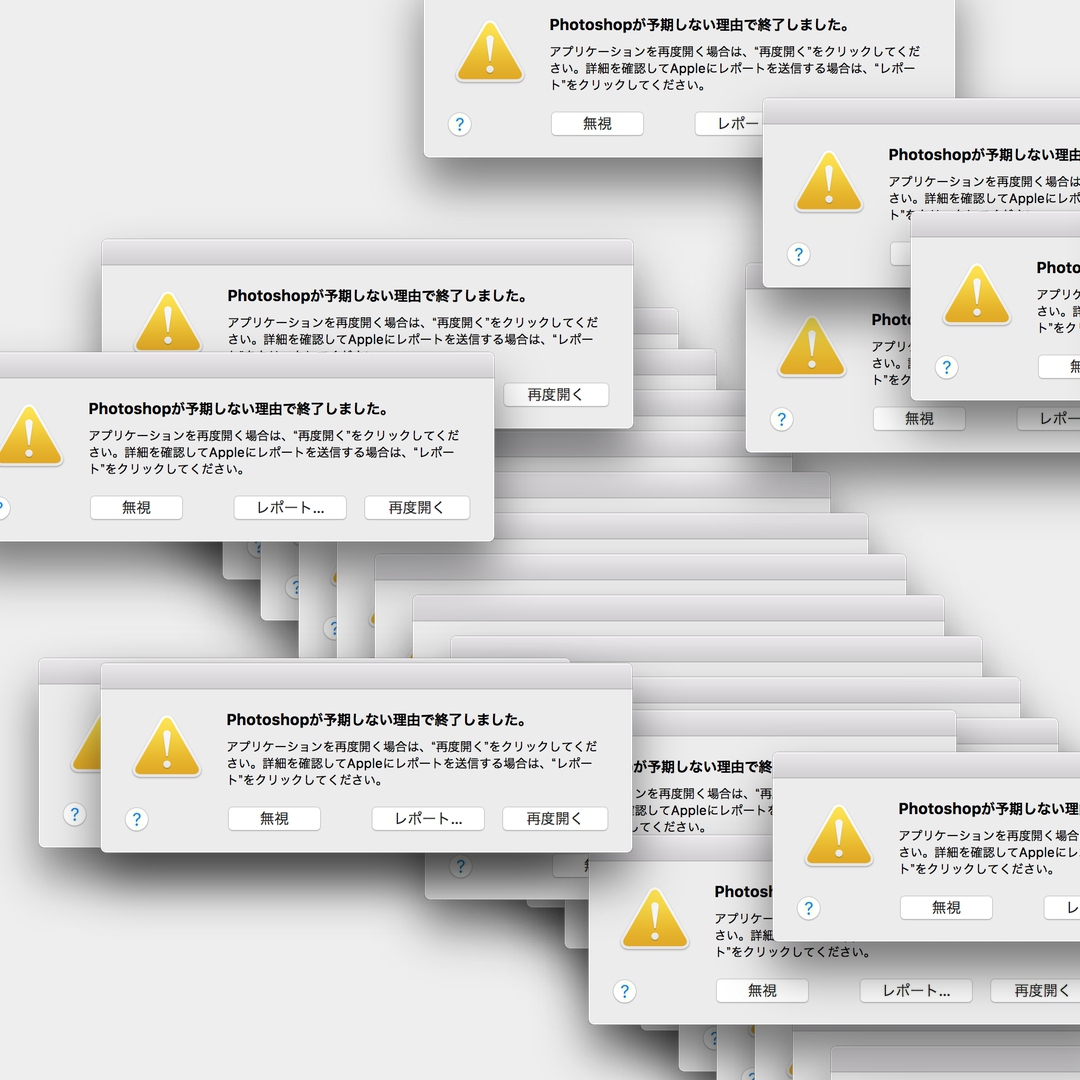 Photoshopが予期しない理由で終了しました。
アプリケーションを再度開く場合は、“再度開く”をクリックしてくだ
さい。詳細を確認してAppleにレポートを送信する場合は、“レポー
ト”をクリックしてください。
?
無視
レポー
Photoshopが予期しない理由
アプリケーションを再度開く場合は
さい。詳細を確認してAppleにレポ
?
Photo
アプリ
さい。詳
ト”をク
?
無
Photo
アプリ
さい。詳
ト”をク
?
無視
レポー
Photoshopが予期しない理由で終了しました。
アプリケーションを再度開く場合は、“再度開く”をクリックしてくだ
さい。詳細を確認してAppleにレポートを送信する場合は、“レポー
再度開く
Photoshopが予期しない理由で終了しました。
アプリケーションを再度開く場合は、“再度開く”をクリックしてくだ
さい。詳細を確認してAppleにレポートを送信する場合は、“レポー
ト”をクリックしてください。
?
無視
レポート...
再度開く
?
?
?
?
Photoshopが予期しない理由で終了しました。
アプリケーションを再度開く場合は、“再度開く”をクリックしてくだ
さい。詳細を確認してAppleにレポートを送信する場合は、“レポー
ト”をクリックしてください。
?
無視
レポート...
再度開く
が予期しない理由で終
ンを再度開く場合は、“再
認してAppleにレポートを
してください。
?
Photoshopが予期しない理由
アプリケーションを再度開く場合
さい。詳細を確認してAppleにレ
ト”をクリックしてください。
?
無視
レ
Photosh
アプリケー
さい。詳細
ト”をクリックしてください。
?
無視
レポート...
再度開く
?
?